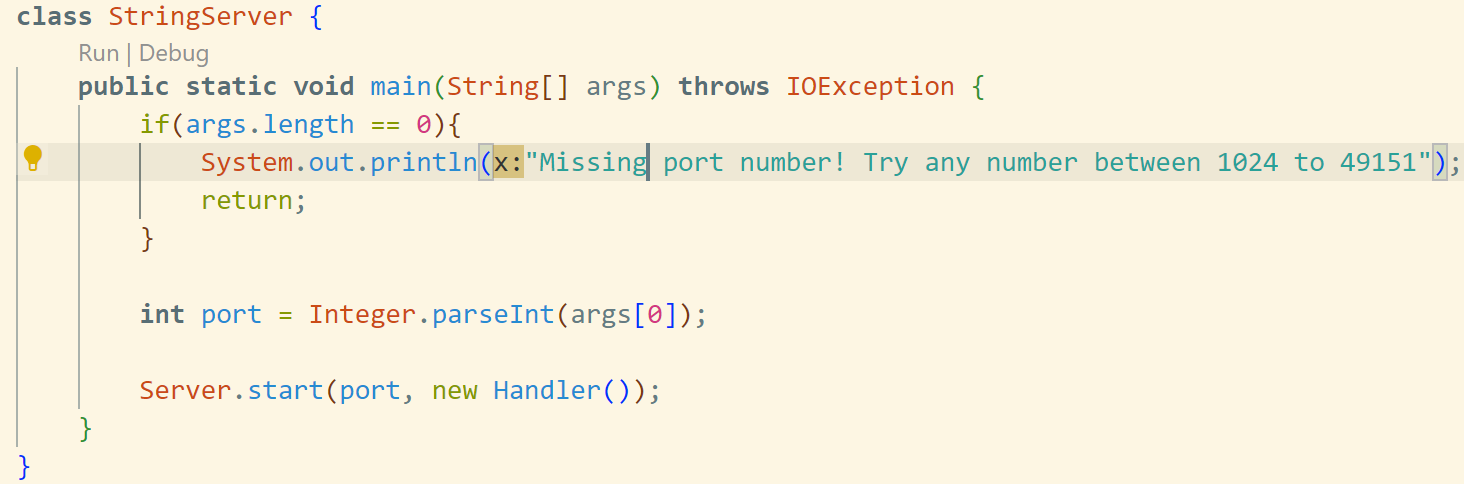 class StringServer {
Run | Debug
public static void main(String[] args) throws IOException {
if(args.length == 0){
System.out.println(x:"Missing port number! Try any number between 1024 to 49151");
return;
}
int port = Integer.parseInt(args[0]);
Server.start(port, new Handler());
}
}